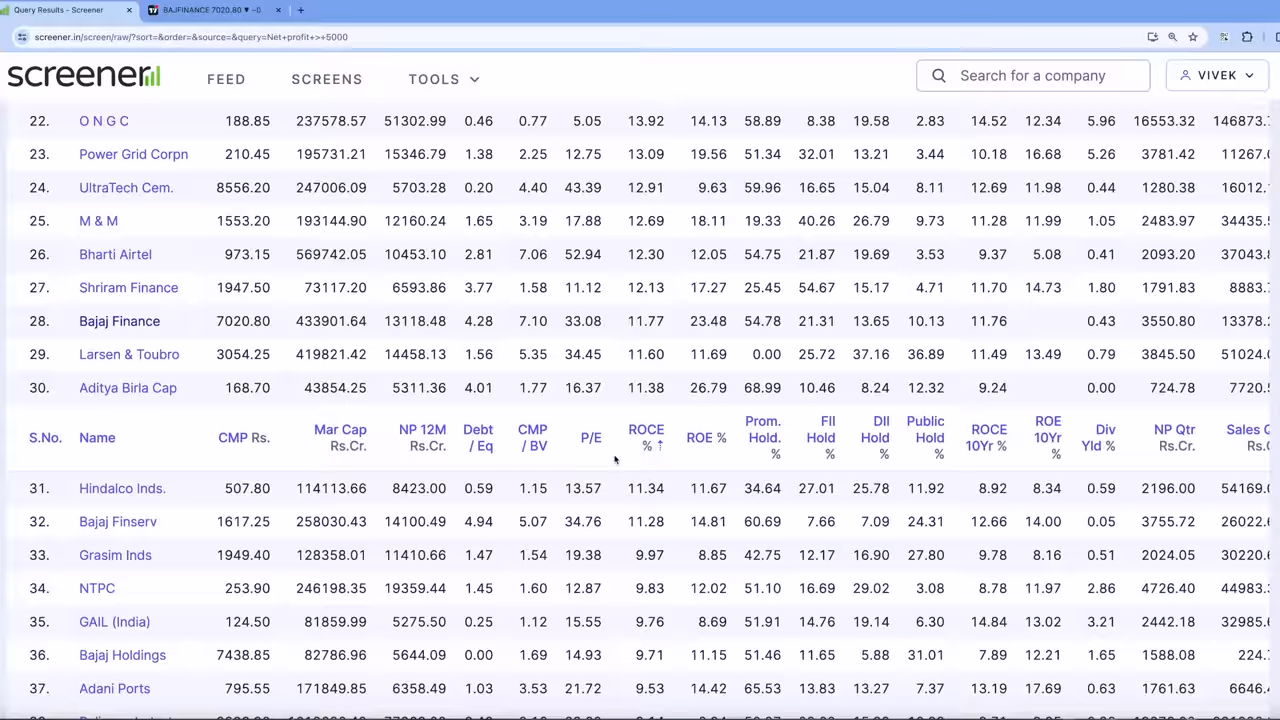 Query Results - Screener
BAJFINANCE 7020.80 ▼ −0.
screener.in/screen/raw/?sort=&order=&source=&query=Net+profit+>+5000
screener FEED SCREENS TOOLS Search for a company VIVEK
22. O N G C 188.85 237578.57 51302.99 0.46 0.77 5.05 13.92 14.13 58.89 8.38 19.58 2.83 14.52 12.34 5.96 16553.32 146873.
23. Power Grid Corpn 210.45 195731.21 15346.79 1.38 2.25 12.75 13.09 19.56 51.34 32.01 13.21 3.44 10.18 16.68 5.26 3781.42 11267.
24. UltraTech Cem. 8556.20 247006.09 5703.28 0.20 4.40 43.39 12.91 9.63 59.96 16.65 15.04 8.11 12.69 11.98 0.44 1280.38 16012.
25. M & M 1553.20 193144.90 12160.24 1.65 3.19 17.88 12.69 18.11 19.33 40.26 26.79 9.73 11.28 11.99 1.05 2483.97 34435.
26. Bharti Airtel 973.15 569742.05 10453.10 2.81 7.06 52.94 12.30 12.05 54.75 21.87 19.69 3.53 9.37 5.08 0.41 2093.20 37043.
27. Shriram Finance 1947.50 73117.20 6593.86 3.77 1.58 11.12 12.13 17.27 25.45 54.67 15.17 4.71 11.70 14.73 1.80 1791.83 8883.
28. Bajaj Finance 7020.80 433901.64 13118.48 4.28 7.10 33.08 11.77 23.48 54.78 21.31 13.65 10.13 11.76 0.43 3550.80 13378.
29. Larsen & Toubro 3054.25 419821.42 14458.13 1.56 5.35 34.45 11.60 11.69 0.00 25.72 37.16 36.89 11.49 13.49 0.79 3845.50 51024.
30. Aditya Birla Cap 168.70 43854.25 5311.36 4.01 1.77 16.37 11.38 26.79 68.99 10.46 8.24 12.32 9.24 0.00 724.78 7720.
Prom. FII DII Public ROE
Mar Cap NP 12M Debt CMP ROCE Hold. Hold Hold Hold ROCE 10Yr Div NP Qtr Sales
S.No. Name CMP Rs. Rs.Cr. Rs.Cr. / Eq / BV P/E % ↑ ROE % % % % % 10Yr % % Yld % Rs.Cr. Rs.
31. Hindalco Inds. 507.80 114113.66 8423.00 0.59 1.15 13.57 11.34 11.67 34.64 27.01 25.78 11.92 8.92 8.34 0.59 2196.00 54169.
32. Bajaj Finserv 1617.25 258030.43 14100.49 4.94 5.07 34.76 11.28 14.81 60.69 7.66 7.09 24.31 12.66 14.00 0.05 3755.72 26022.
33. Grasim Inds 1949.40 128358.01 11410.66 1.47 1.54 19.38 9.97 8.85 42.75 12.17 16.90 27.80 9.78 8.16 0.51 2024.05 30220.
34. NTPC 253.90 246198.35 19359.44 1.45 1.60 12.87 9.83 12.02 51.10 16.69 29.02 3.08 8.78 11.97 2.86 4726.40 44983.
35. GAIL (India) 124.50 81859.99 5275.50 0.25 1.12 15.55 9.76 8.69 51.91 14.76 19.14 6.30 14.84 13.02 3.21 2442.18 32985.
36. Bajaj Holdings 7438.85 82786.96 5644.09 0.00 1.69 14.93 9.71 11.15 51.46 11.65 5.88 31.01 7.89 12.21 1.65 1588.08 224.
37. Adani Ports 795.55 171849.85 6358.49 1.03 3.53 21.72 9.53 14.42 65.53 13.83 13.27 7.37 13.19 17.69 0.63 1761.63 6646.